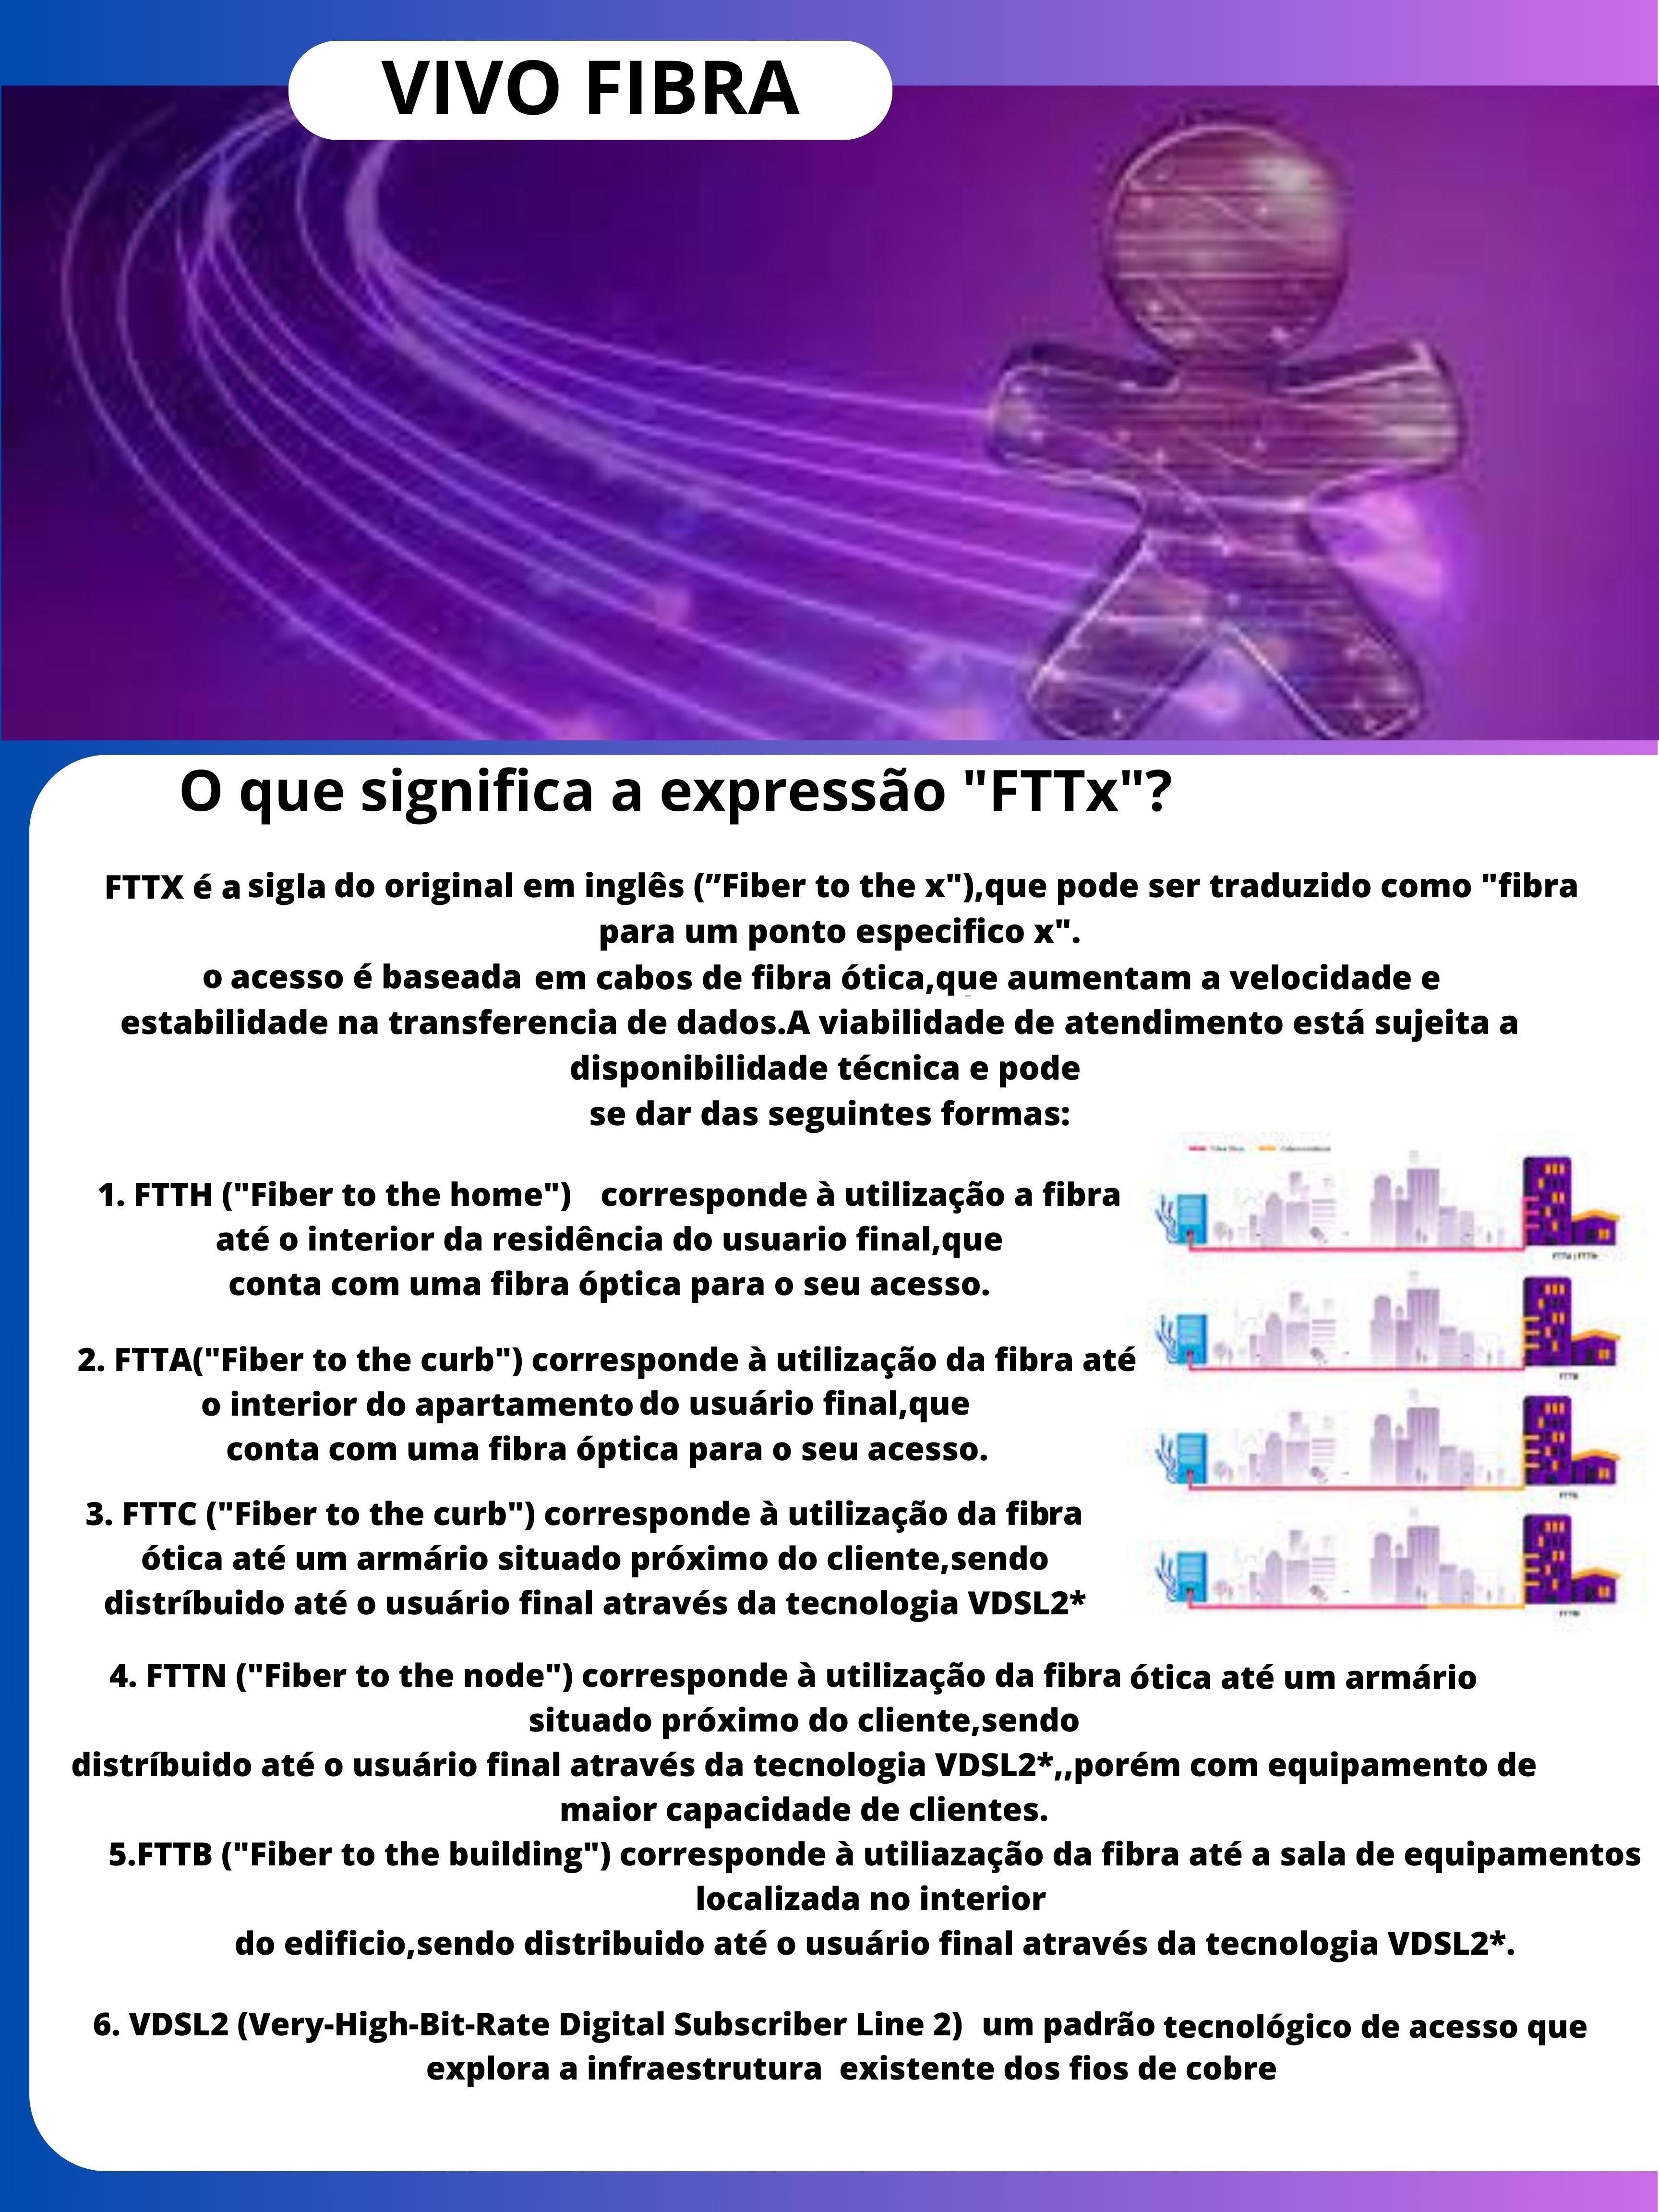 VIVO FIBRA
O que significa a expressão "FTTx"?
FTTX é a sigla do original em inglês (”Fiber to the x"),que pode ser traduzido como "fibra
para um ponto especifico x".
o acesso é baseada em cabos de fibra ótica,que aumentam a velocidade e
estabilidade na transferencia de dados.A viabilidade de atendimento está sujeita a
disponibilidade técnica e pode
se dar das seguintes formas:
1. FTTH ("Fiber to the home") corresponde à utilização a fibra
até o interior da residência do usuario final,que
conta com uma fibra óptica para o seu acesso.
2. FTTA("Fiber to the curb") corresponde à utilização da fibra até
o interior do apartamento do usuário final,que
conta com uma fibra óptica para o seu acesso.
3. FTTC ("Fiber to the curb") corresponde à utilização da fibra
ótica até um armário situado próximo do cliente,sendo
distríbuido até o usuário final através da tecnologia VDSL2*
4. FTTN ("Fiber to the node") corresponde à utilização da fibra ótica até um armário
situado próximo do cliente,sendo
distríbuido até o usuário final através da tecnologia VDSL2*,,porém com equipamento de
maior capacidade de clientes.
5.FTTB ("Fiber to the building") corresponde à utiliazação da fibra até a sala de equipamentos
localizada no interior
do edificio,sendo distribuido até o usuário final através da tecnologia VDSL2*.
6. VDSL2 (Very-High-Bit-Rate Digital Subscriber Line 2) um padrão tecnológico de acesso que
explora a infraestrutura existente dos fios de cobre